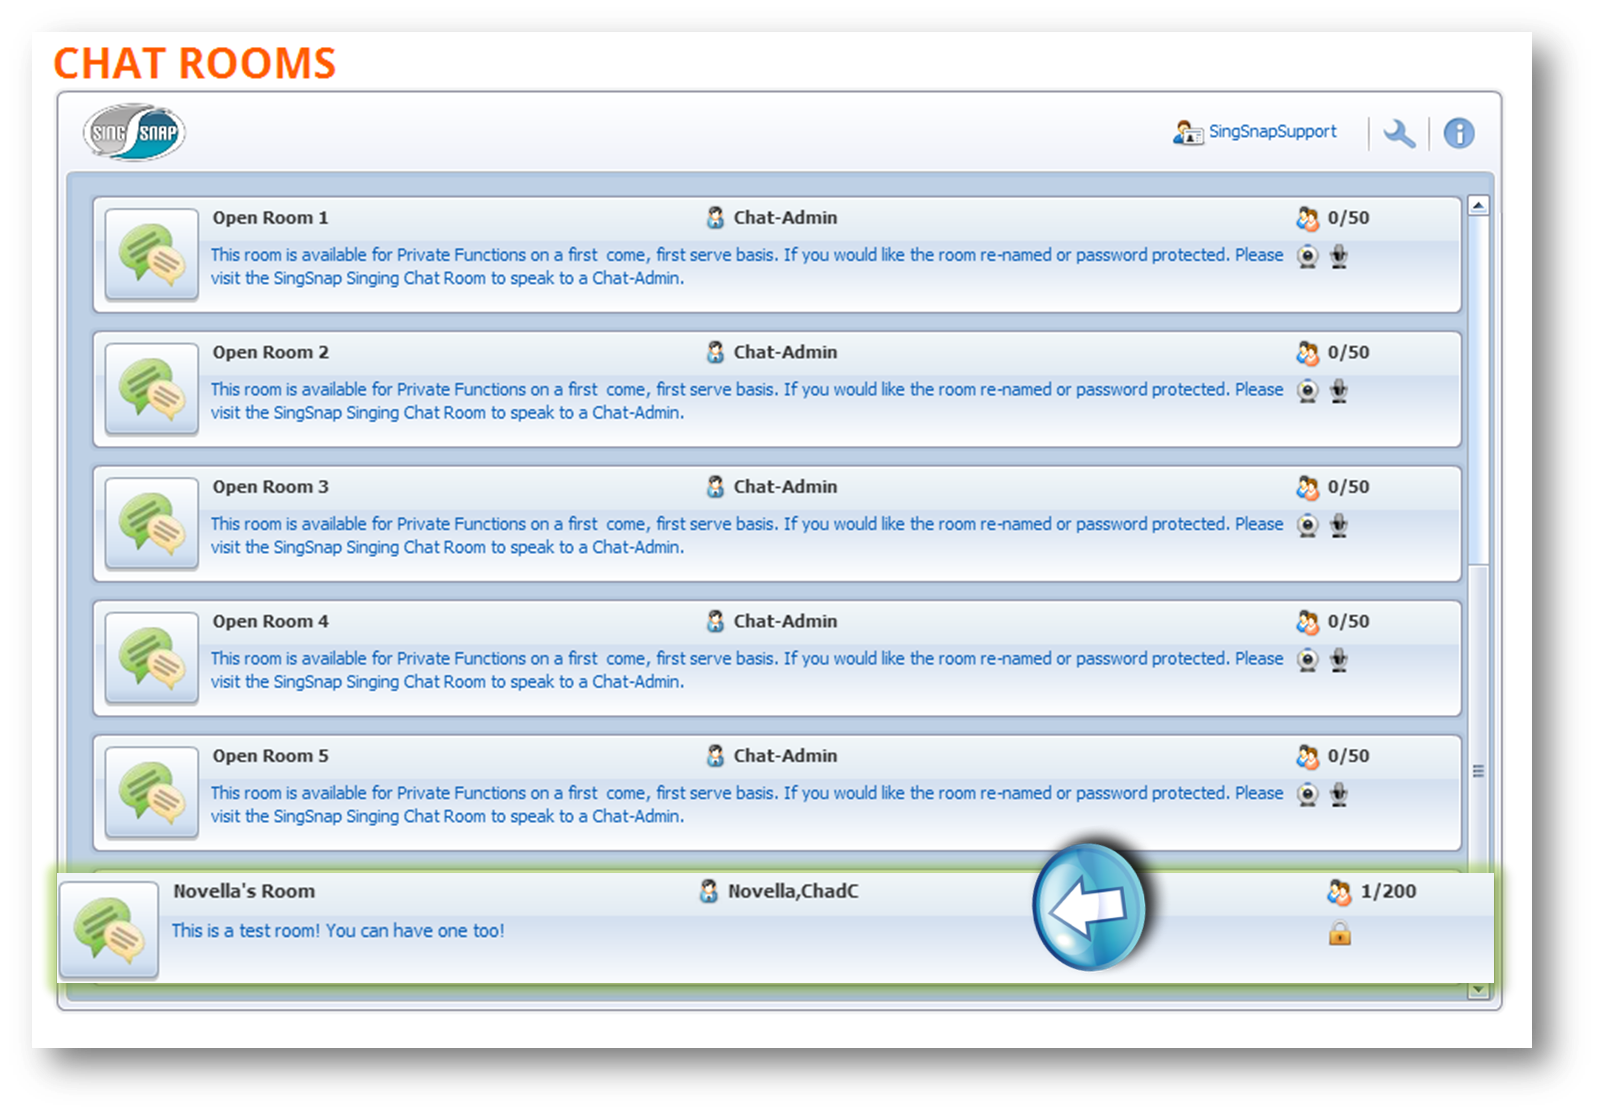 CHAT ROOMS
SING SNAP
SingSnapSupport
Open Room 1 Chat-Admin 0/50
This room is available for Private Functions on a first come, first serve basis. If you would like the room re-named or password protected. Please
visit the SingSnap Singing Chat Room to speak to a Chat-Admin.
Open Room 2 Chat-Admin 0/50
This room is available for Private Functions on a first come, first serve basis. If you would like the room re-named or password protected. Please
visit the SingSnap Singing Chat Room to speak to a Chat-Admin.
Open Room 3 Chat-Admin 0/50
This room is available for Private Functions on a first come, first serve basis. If you would like the room re-named or password protected. Please
visit the SingSnap Singing Chat Room to speak to a Chat-Admin.
Open Room 4 Chat-Admin 0/50
This room is available for Private Functions on a first come, first serve basis. If you would like the room re-named or password protected. Please
visit the SingSnap Singing Chat Room to speak to a Chat-Admin.
Open Room 5 Chat-Admin 0/50
This room is available for Private Functions on a first come, first serve basis. If you would like the room re-named or password protected. Please
visit the SingSnap Singing Chat Room to speak to a Chat-Admin.
Novella's Room Novella,ChadC 1/200
This is a test room! You can have one too!